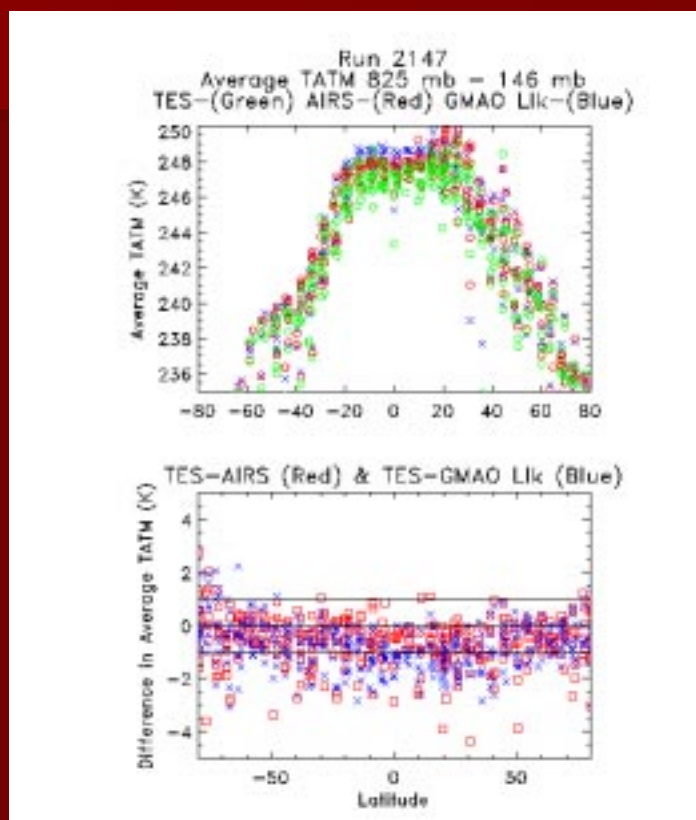 Run 2147
Average TATM 825 mb - 146 mb
TES-(Green) AIRS-(Red) GMAO Lik-(Blue)
Average TATM (K)
250
248
246
244
242
240
238
236
-80 -60 -40 -20 0 20 40 60 80
TES-AIRS (Red) & TES-GMAO Lik (Blue)
Difference in Average TATM (K)
4
2
0
-2
-4
-50 0 50
Latitude